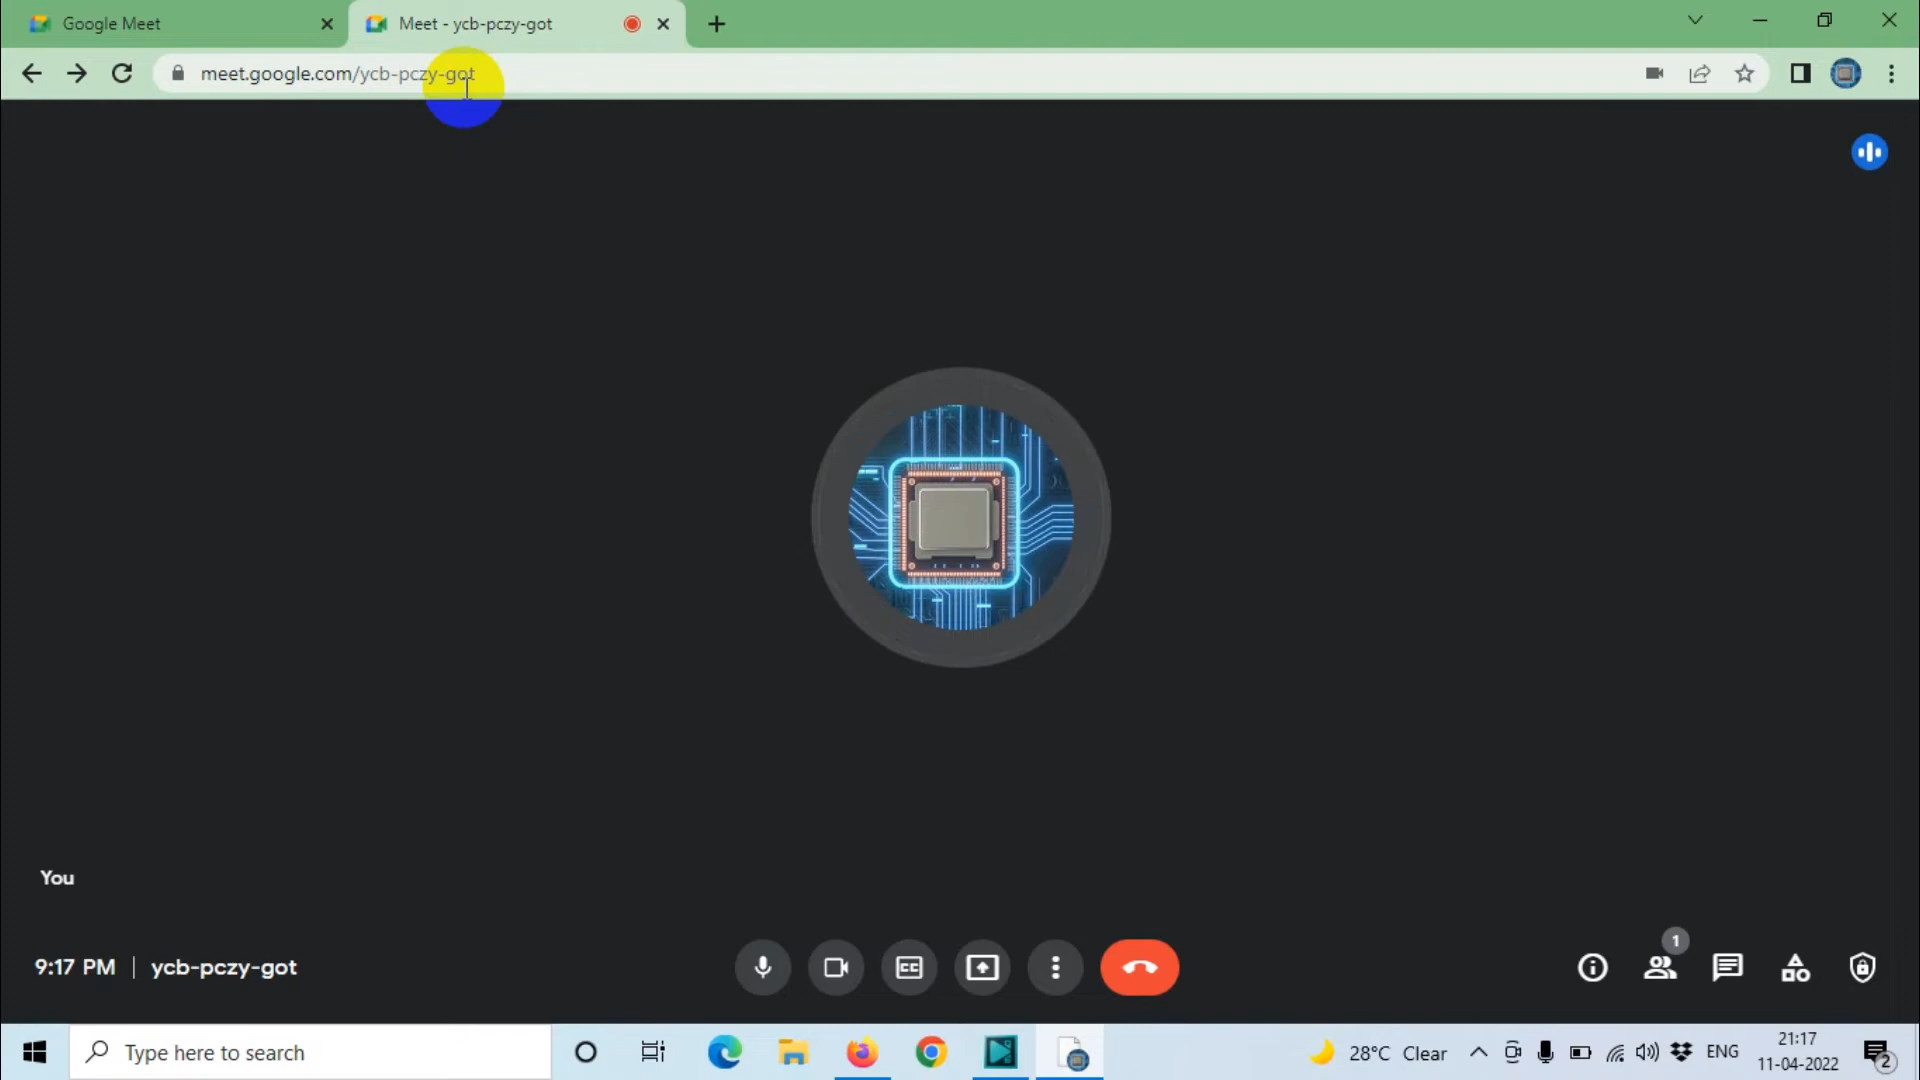 Google Meet
Meet - ycb-pczy-got
meet.google.com/ycb-pczy-got
You
9:17 PM | ycb-pczy-got
CC
1
Type here to search
28°C Clear
ENG
21:17
11-04-2022
2